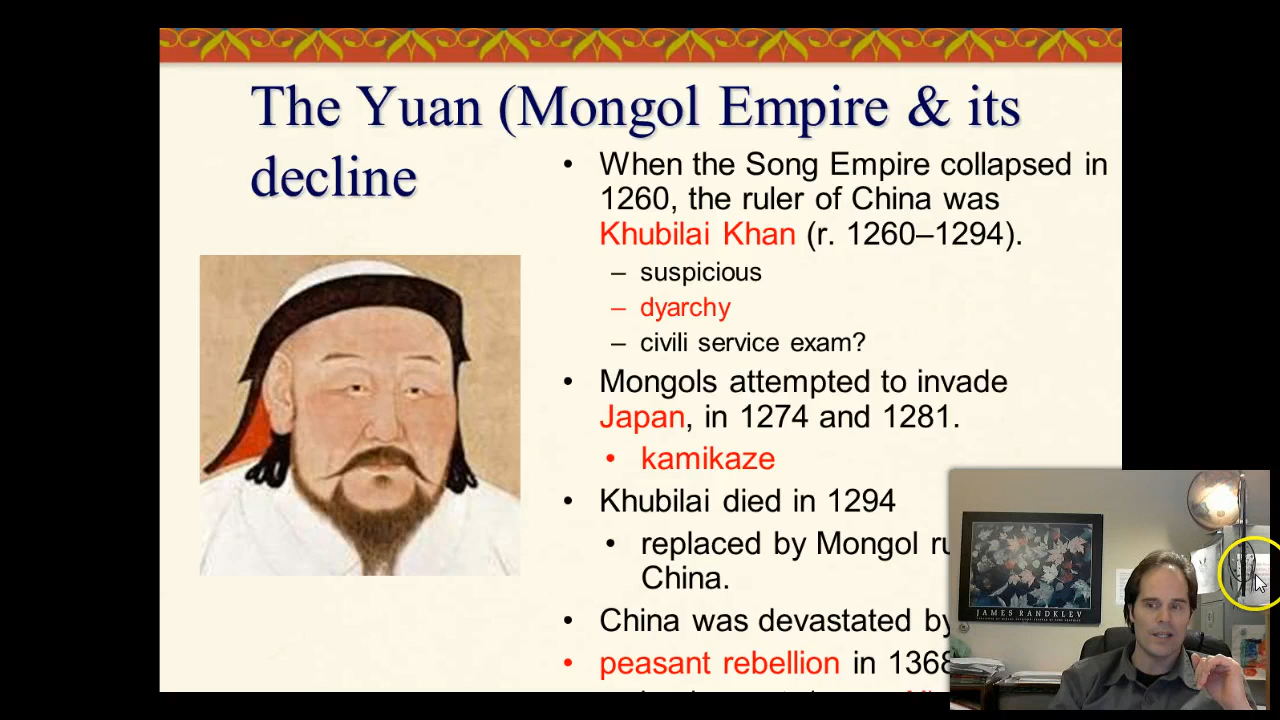 The Yuan (Mongol Empire & its
decline
• When the Song Empire collapsed in
1260, the ruler of China was
Khubilai Khan (r. 1260–1294).
– suspicious
– dyarchy
– civili service exam?
• Mongols attempted to invade
Japan, in 1274 and 1281.
• kamikaze
• Khubilai died in 1294
• replaced by Mongol
China.
• China was devastated by
• peasant rebellion in 1368
JAMES RANDKLEV